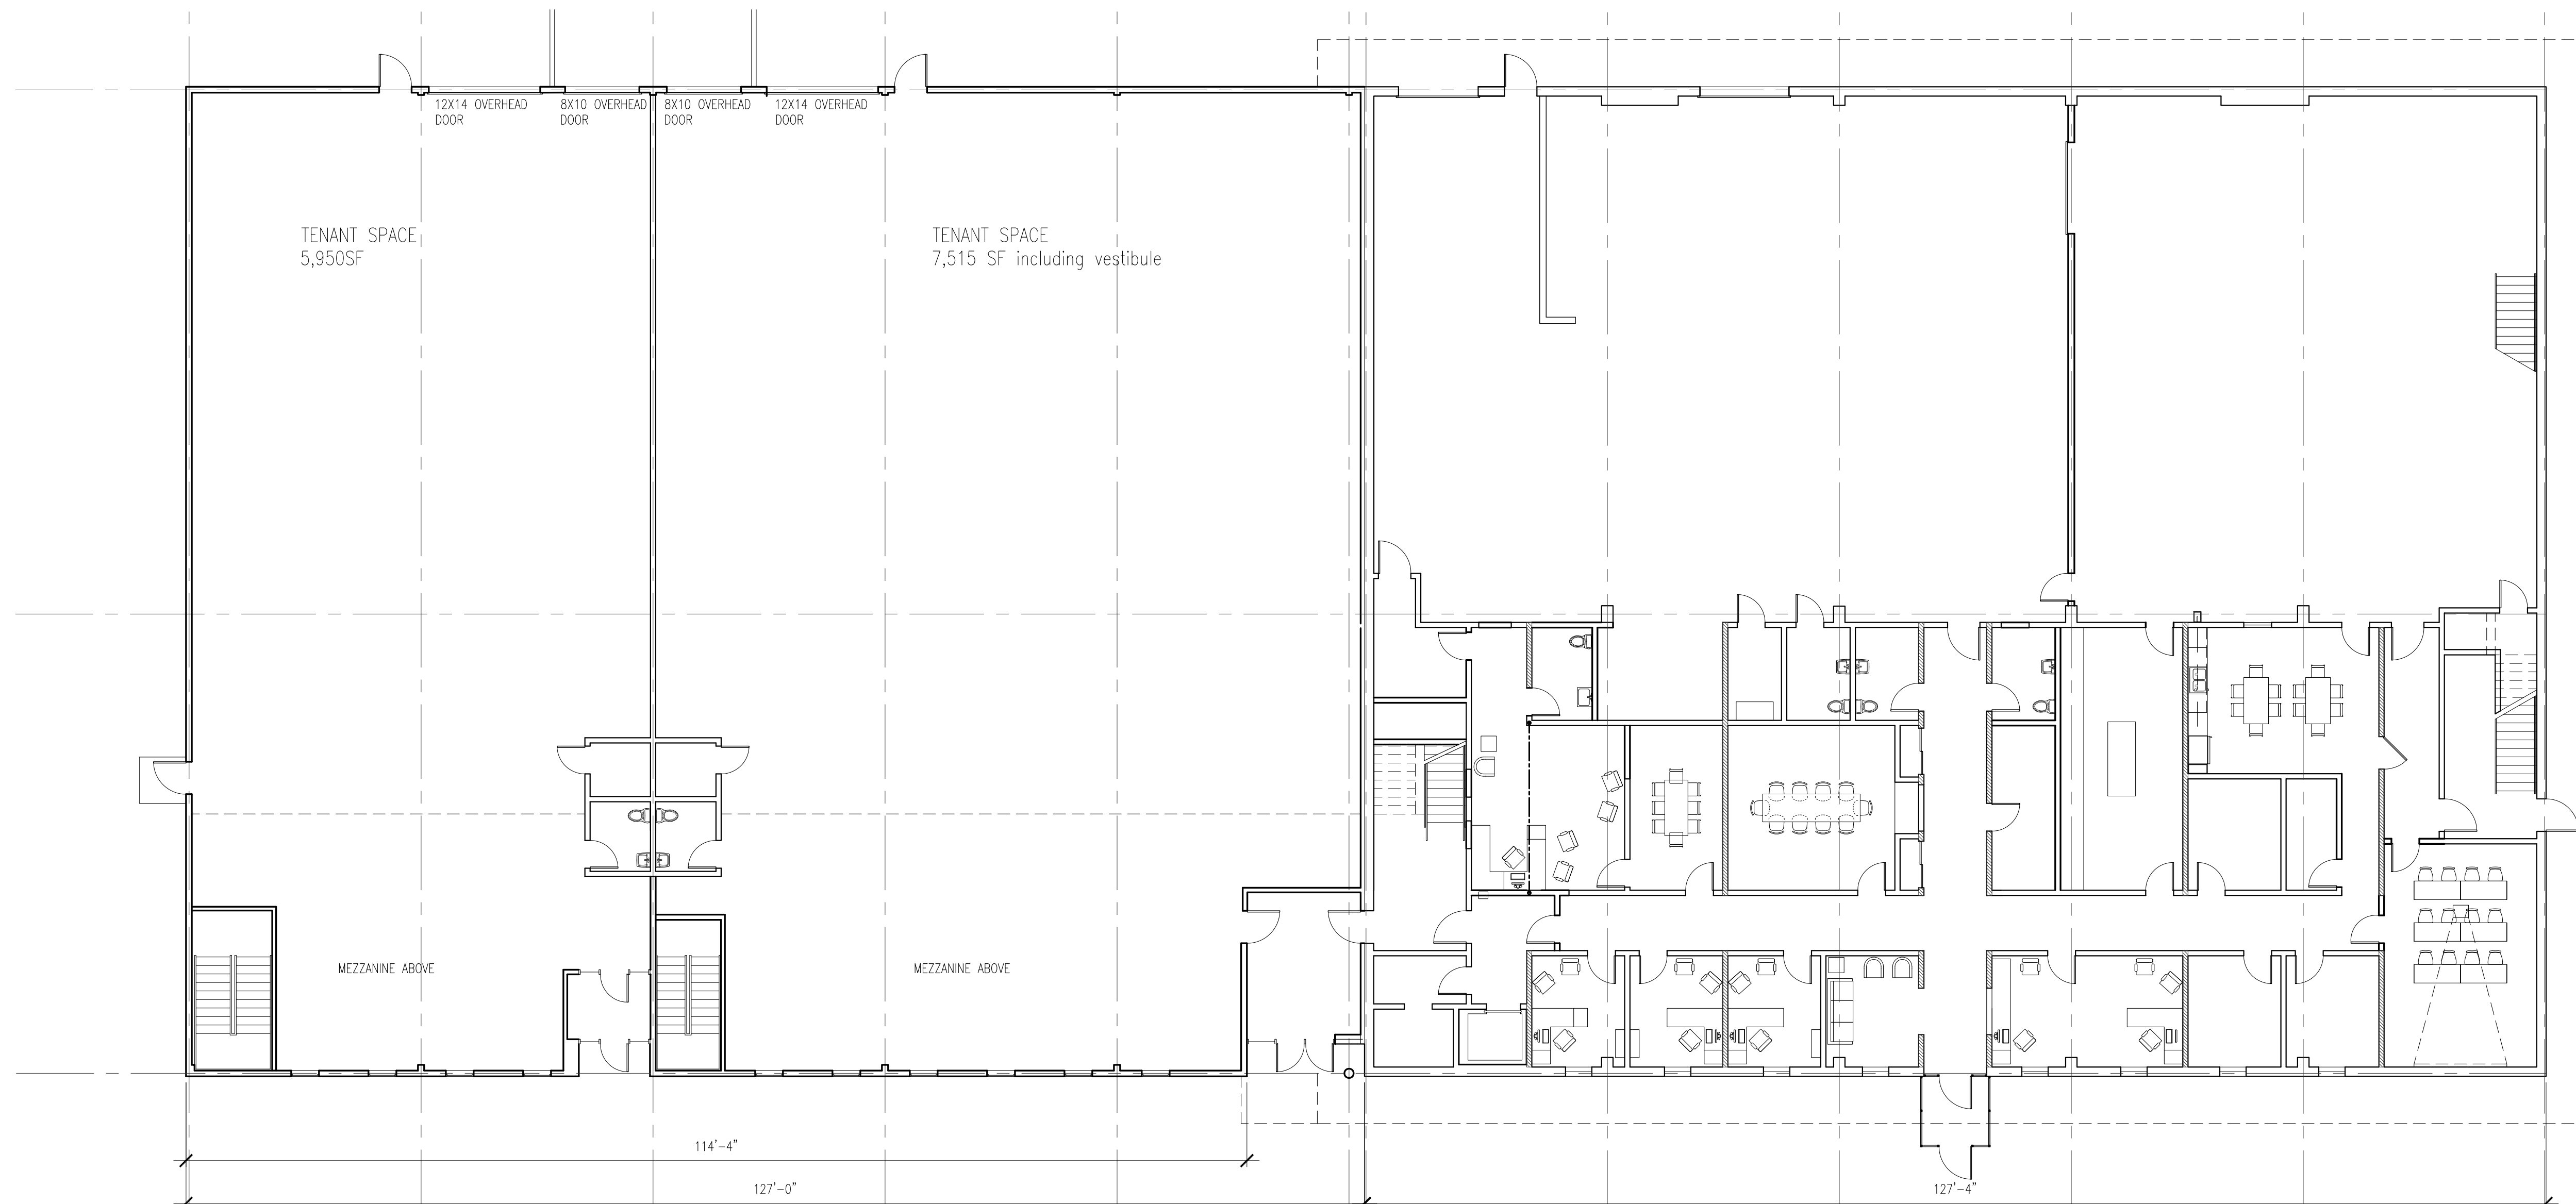 12X14 OVERHEAD
DOOR
8X10 OVERHEAD
DOOR
8X10 OVERHEAD
DOOR
12X14 OVERHEAD
DOOR
TENANT SPACE
5,950SF
TENANT SPACE
7,515 SF including vestibule
MEZZANINE ABOVE
MEZZANINE ABOVE
114'-4"
127'-0"
127'-4"